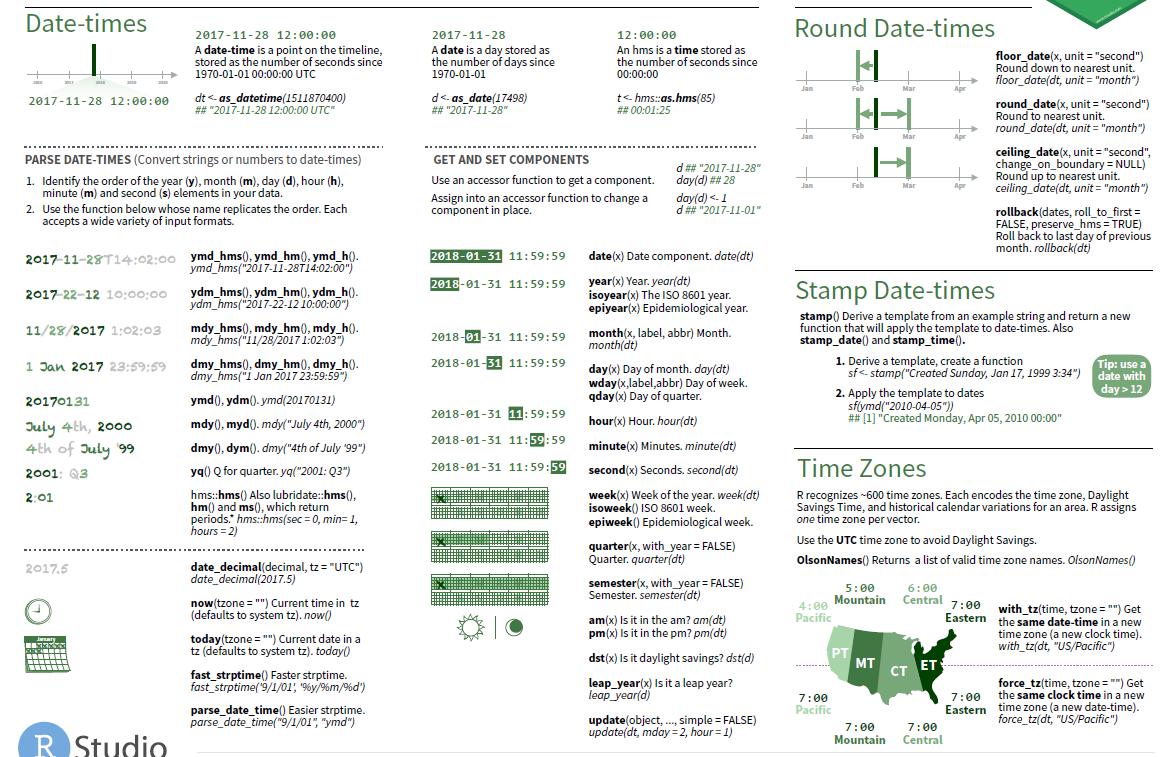 Date-times
2017-11-28 12:00:00
2017-11-28 12:00:00
A date-time is a point on the timeline,
stored as the number of seconds since
1970-01-01 00:00:00 UTC
dt <- as_datetime(1511870400)
## "2017-11-28 12:00:00 UTC"
2017-11-28
A date is a day stored as
the number of days since
1970-01-01
d <- as_date(17498)
## "2017-11-28"
12:00:00
An hms is a time stored as
the number of seconds since
00:00:00
t <- hms::as.hms(85)
## 00:01:25
PARSE DATE-TIMES (Convert strings or numbers to date-times)
1. Identify the order of the year (y), month (m), day (d), hour (h),
minute (m) and second (s) elements in your data.
2. Use the function below whose name replicates the order. Each
accepts a wide variety of input formats.
2017-11-28T14:02:00
ymd_hms(), ymd_hm(), ymd_h().
ymd_hms("2017-11-28T14:02:00")
2017-22-12 10:00:00
ydm_hms(), ydm_hm(), ydm_h().
ydm_hms("2017-22-12 10:00:00")
11/28/2017 1:02:03
mdy_hms(), mdy_hm(), mdy_h().
mdy_hms("11/28/2017 1:02:03")
1 Jan 2017 23:59:59
dmy_hms(), dmy_hm(), dmy_h().
dmy_hms("1 Jan 2017 23:59:59")
20170131
ymd(), ydm(). ymd(20170131)
July 4th, 2000
mdy(), myd(). mdy("July 4th, 2000")
4th of July '99
dmy(), dym(). dmy("4th of July '99")
2001: Q3
yq() Q for quarter. yq("2001: Q3")
2:01
hms::hms() Also lubridate::hms(),
hm() and ms(), which return
periods.* hms::hms(sec = 0, min= 1,
hours = 2)
2017.5
date_decimal(decimal, tz = "UTC")
date_decimal(2017.5)
now(tzone = "") Current time in tz
(defaults to system tz). now()
January
today(tzone = "") Current date in a
tz (defaults to system tz). today()
fast_strptime() Faster strptime.
fast_strptime('9/1/01', '%y/%m/%d')
parse_date_time() Easier strptime.
parse_date_time("9/1/01", "ymd")
R Studio
GET AND SET COMPONENTS
Use an accessor function to get a component.
Assign into an accessor function to change a
component in place.
d ## "2017-11-28"
day(d) ## 28
day(d) <- 1
d ## "2017-11-01"
2018-01-31 11:59:59
date(x) Date component. date(dt)
2018-01-31 11:59:59
year(x) Year. year(dt)
isoyear(x) The ISO 8601 year.
epiyear(x) Epidemiological year.
2018-01-31 11:59:59
month(x, label, abbr) Month.
month(dt)
2018-01-31 11:59:59
day(x) Day of month. day(dt)
wday(x,label,abbr) Day of week.
qday(x) Day of quarter.
2018-01-31 11:59:59
hour(x) Hour. hour(dt)
2018-01-31 11:59:59
minute(x) Minutes. minute(dt)
2018-01-31 11:59:59
second(x) Seconds. second(dt)
week(x) Week of the year. week(dt)
isoweek() ISO 8601 week.
epiweek() Epidemiological week.
quarter(x, with_year = FALSE)
Quarter. quarter(dt)
semester(x, with_year = FALSE)
Semester. semester(dt)
am(x) Is it in the am? am(dt)
pm(x) Is it in the pm? pm(dt)
dst(x) Is it daylight savings? dst(d)
leap_year(x) Is it a leap year?
leap_year(d)
update(object, ..., simple = FALSE)
update(dt, mday = 2, hour = 1)
Round Date-times
Jan Feb Mar Apr
floor_date(x, unit = "second")
Round down to nearest unit.
floor_date(dt, unit = "month")
Jan Feb Mar Apr
round_date(x, unit = "second")
Round to nearest unit.
round_date(dt, unit = "month")
Jan Feb Mar Apr
ceiling_date(x, unit = "second",
change_on_boundary = NULL)
Round up to nearest unit.
ceiling_date(dt, unit = "month")
rollback(dates, roll_to_first =
FALSE, preserve_hms = TRUE)
Roll back to last day of previous
month. rollback(dt)
Stamp Date-times
stamp() Derive a template from an example string and return a new
function that will apply the template to date-times. Also
stamp_date() and stamp_time().
1. Derive a template, create a function
sf <- stamp("Created Sunday, Jan 17, 1999 3:34")
2. Apply the template to dates
sf(ymd("2010-04-05"))
## [1] "Created Monday, Apr 05, 2010 00:00"
Tip: use a
date with
day > 12
Time Zones
R recognizes ~600 time zones. Each encodes the time zone, Daylight
Savings Time, and historical calendar variations for an area. R assigns
one time zone per vector.
Use the UTC time zone to avoid Daylight Savings.
OlsonNames() Returns a list of valid time zone names. OlsonNames()
5:00 6:00
Mountain Central
4:00 7:00
Pacific Eastern
PT MT CT ET
7:00 7:00
Pacific Eastern
7:00 7:00
Mountain Central
with_tz(time, tzone = "") Get
the same date-time in a new
time zone (a new clock time).
with_tz(dt, "US/Pacific")
force_tz(time, tzone = "") Get
the same clock time in a new
time zone (a new date-time).
force_tz(dt, "US/Pacific")